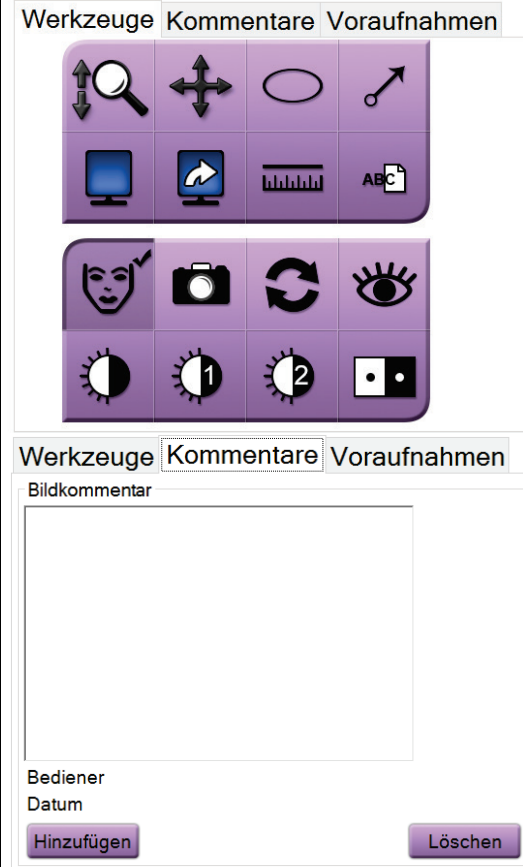 Werkzeuge Kommentare Voraufnahmen
ABC
1 2
Werkzeuge Kommentare Voraufnahmen
Bildkommentar
Bediener
Datum
Hinzufügen Löschen